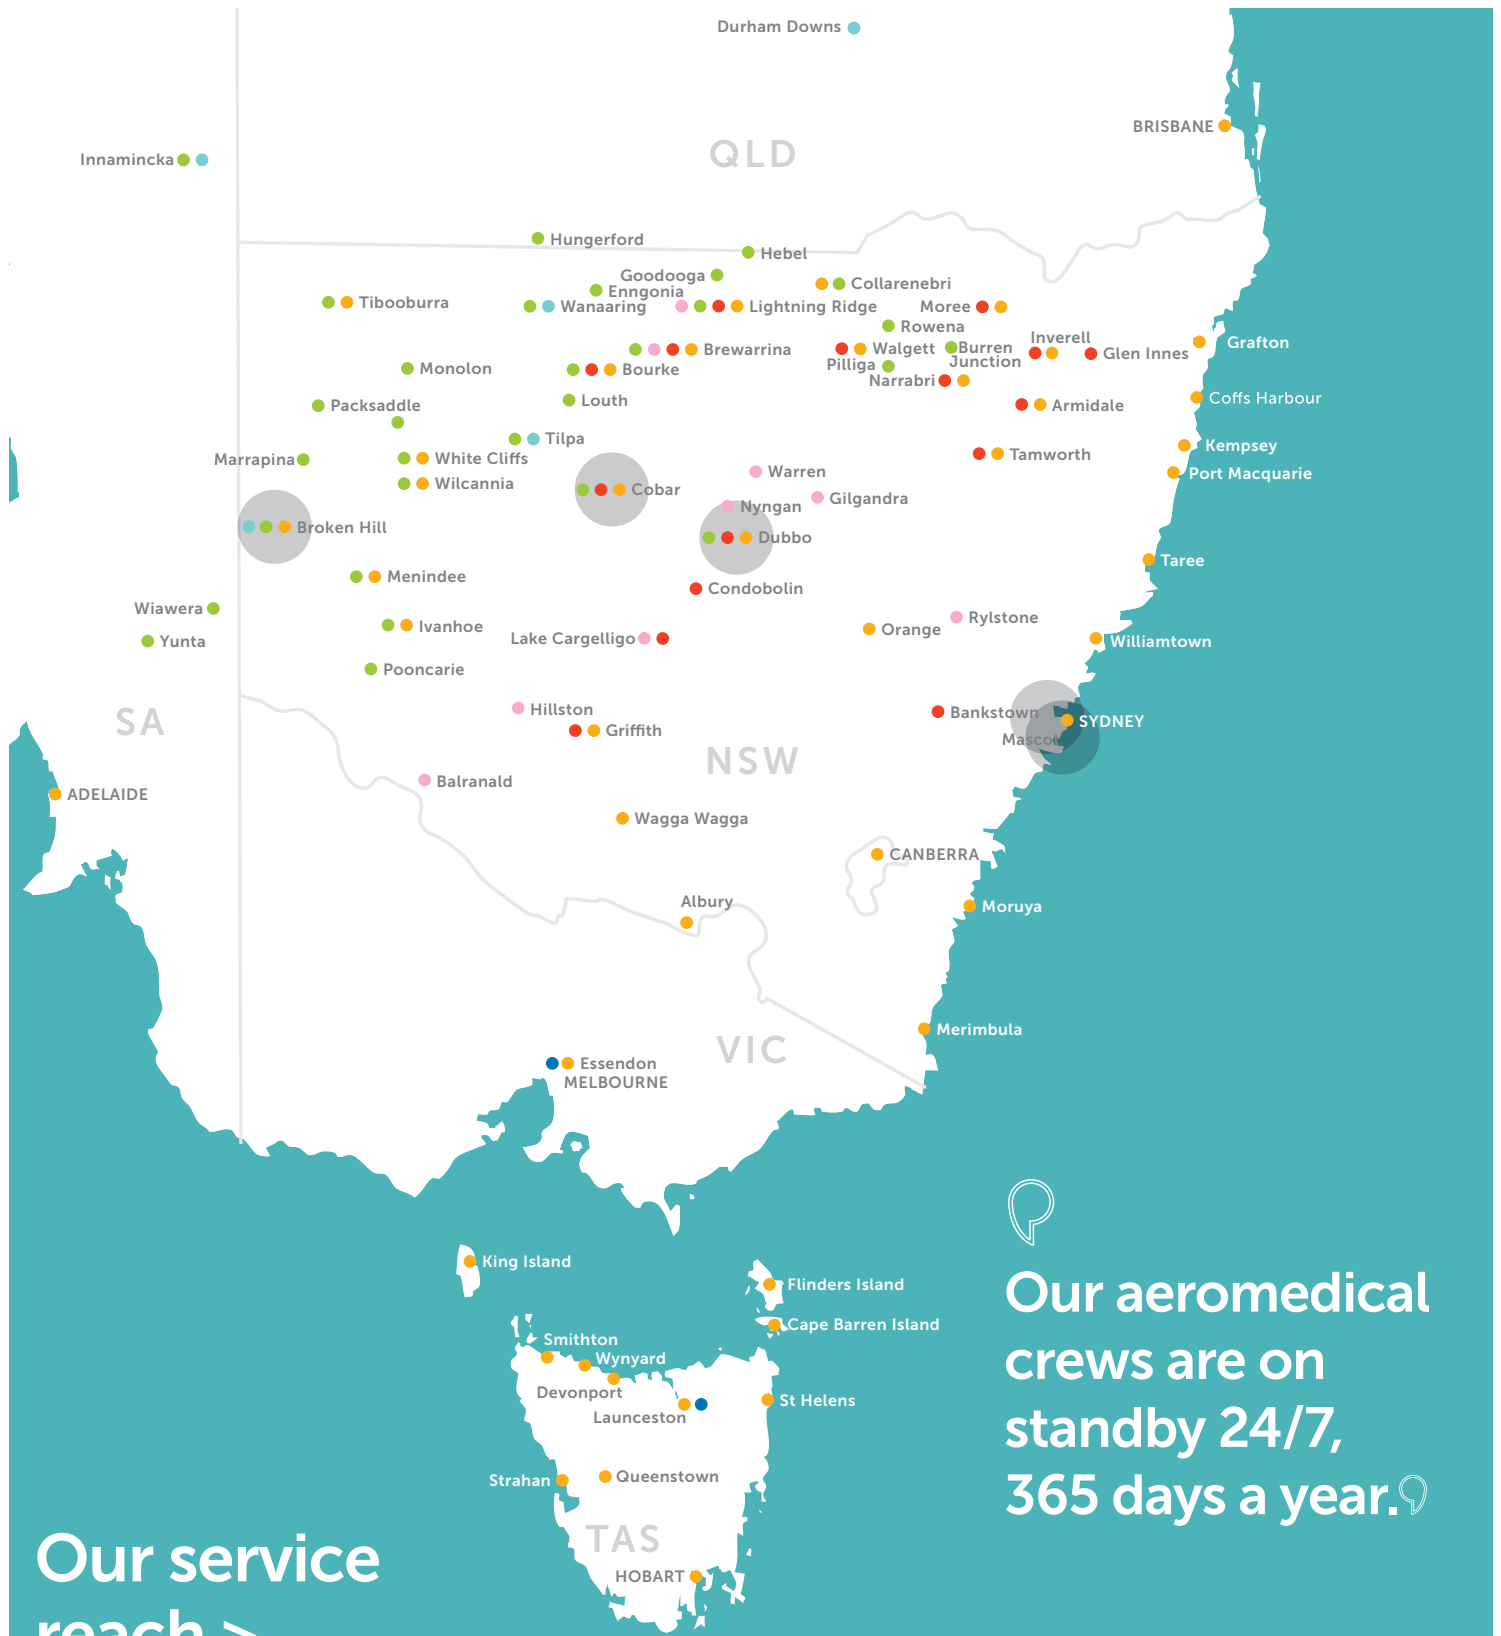 Durham Downs
BRISBANE
QLD
Innamincka
Hungerford
Hebel
Goodooga
Enngonia
Collarenebri
Tibooburra
Wanaaring
Lightning Ridge
Moree
Rowena
Inverell
Grafton
Brewarrina
Walgett
Burren
Junction
Glen Innes
Pilliga
Monolon
Bourke
Narrabri
Louth
Packsaddle
Armidale
Coffs Harbour
Tilpa
Kempsey
Marrapina
White Cliffs
Tamworth
Warren
Port Macquarie
Wilcannia
Cobar
Gilgandra
Nyngan
Broken Hill
Dubbo
Taree
Menindee
Condobolin
Wiawera
Rylstone
Ivanhoe
Orange
Yunta
Lake Cargelligo
Williamtown
Pooncarie
Hillston
Bankstown
SYDNEY
SA
Griffith
Mascot
NSW
Balranald
ADELAIDE
Wagga Wagga
CANBERRA
Albury
Moruya
Merimbula
VIC
Essendon
MELBOURNE
King Island
Flinders Island
Cape Barren Island
Smithton
Wynyard
Devonport
St Helens
Launceston
Strahan
Queenstown
TAS
HOBART
Our aeromedical
crews are on
standby 24/7,
365 days a year.
Our service
reach >